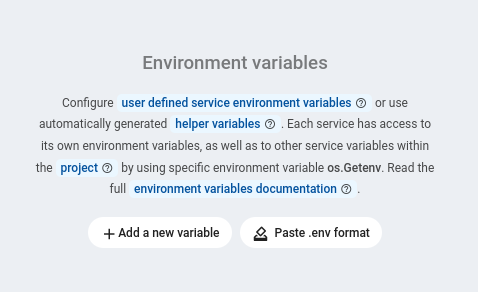 Environment variables
Configure user defined service environment variables or use
automatically generated helper variables . Each service has access to
its own environment variables, as well as to other service variables within
the project by using specific environment variable os.Getenv. Read the
full environment variables documentation .
+ Add a new variable Paste .env format